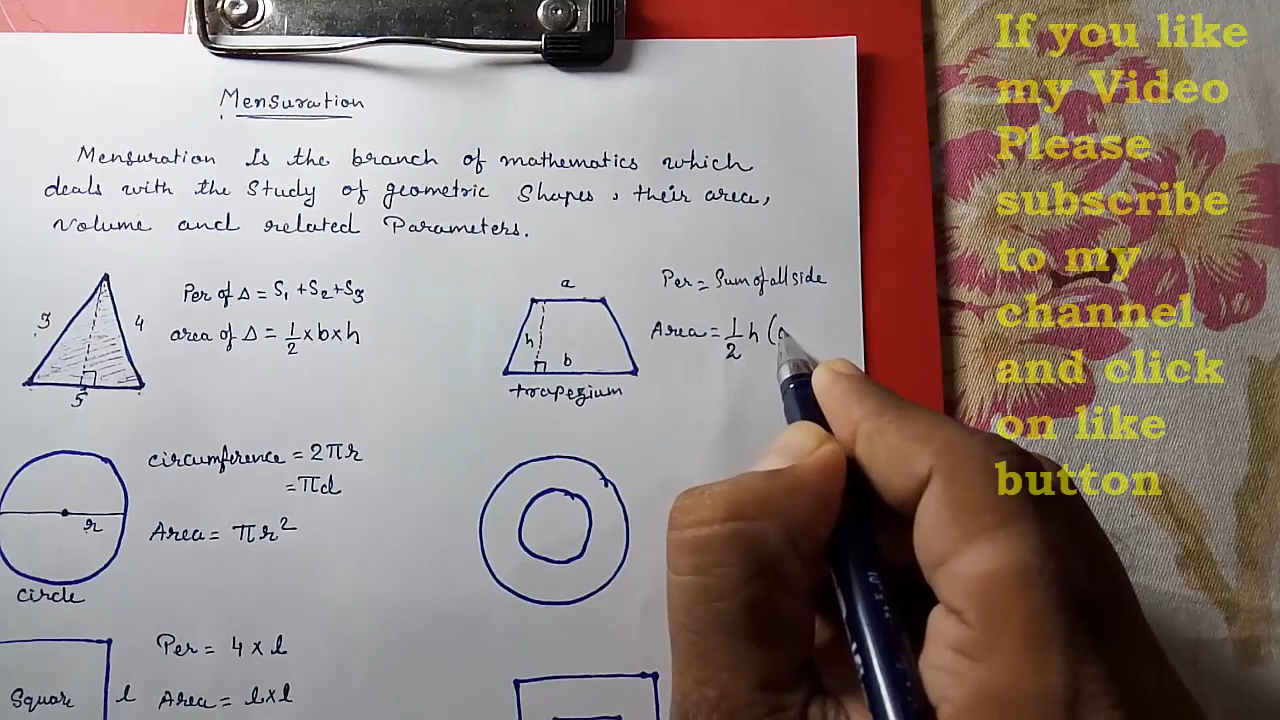 Mensuration
Mensuration Is the branch of mathematics which
deals with the Study of geometric Shapes, their area,
volume and related Parameters.
Per of Δ = S₁ + S₂ + S₃
area of Δ = 1/2 × b × h
3
4
5
a
h
b
trapezium
Per = Sum of all side
Area = 1/2 h (a
circumference = 2πr
= πd
Area = πr²
r
circle
Per = 4 × l
Area = l×l
Squar
l
If you like
my Video
Please
subscribe
to my
channel
and click
on like
button